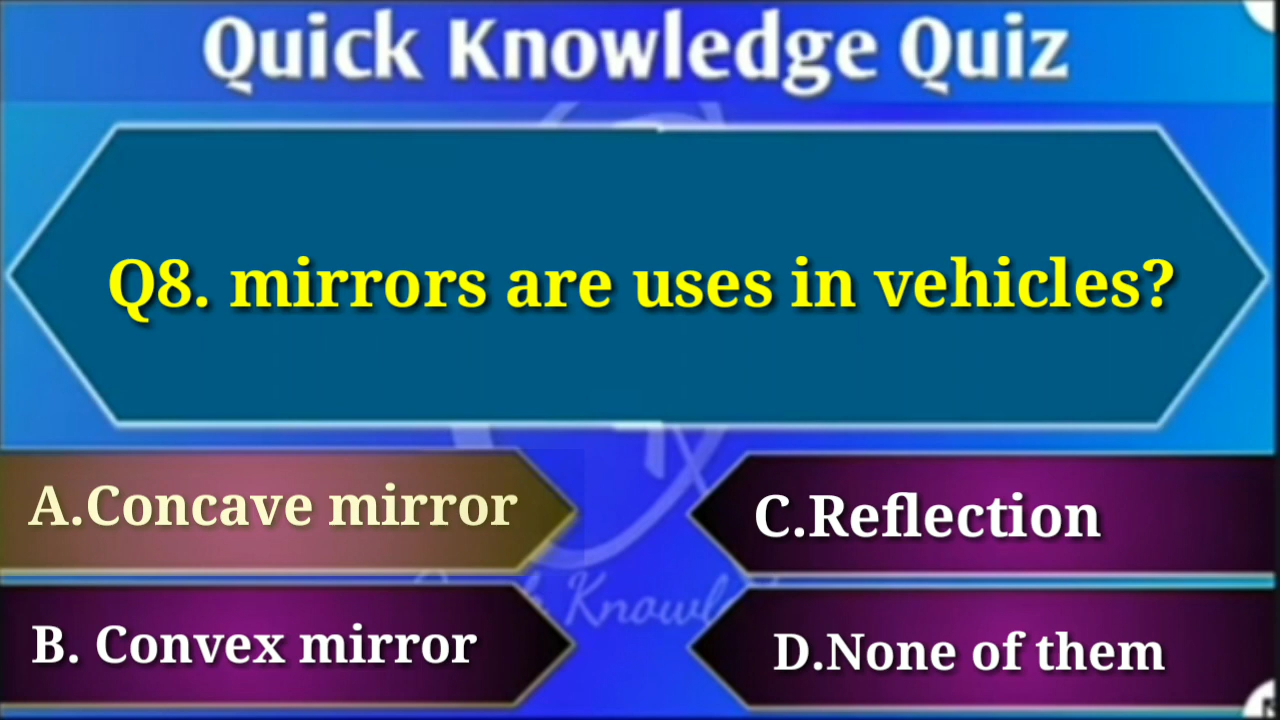 Quick Knowledge Quiz
Q8. mirrors are uses in vehicles?
A.Concave mirror
C.Reflection
B. Convex mirror
D.None of them